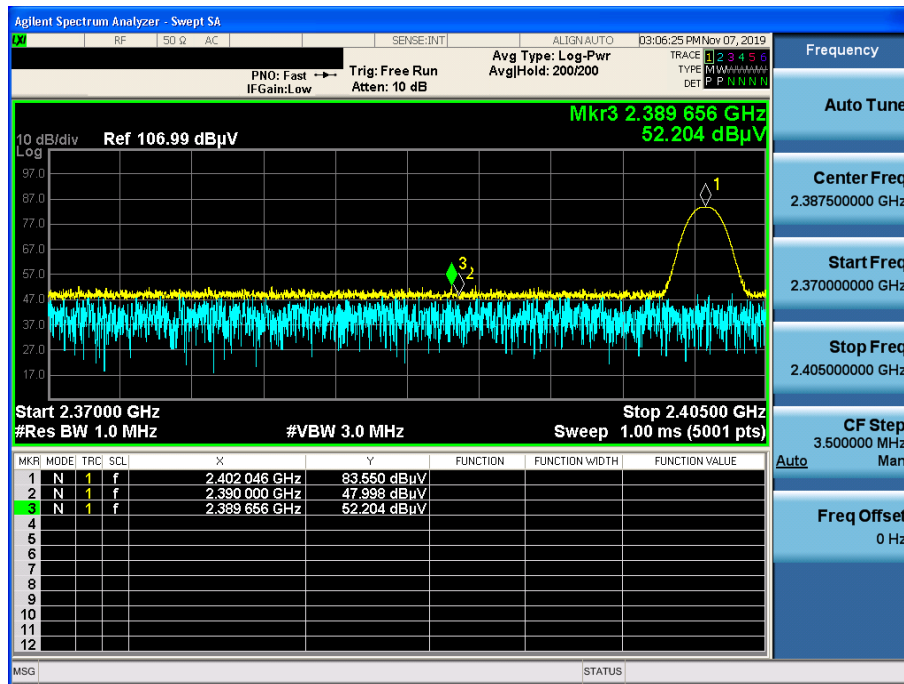 Agilent Spectrum Analyzer - Swept SA
LXI RF 50 Ω AC SENSE:INT ALIGN AUTO 03:06:25 PM Nov 07, 2019
PNO: Fast Trig: Free Run Avg Type: Log-Pwr TRACE 1 2 3 4 5 6
IFGain:Low Atten: 10 dB Avg|Hold: 200/200 TYPE M W
DET P P N N N N
Mkr3 2.389 656 GHz
52.204 dBµV
10 dB/div Ref 106.99 dBµV
Log
97.0
87.0
77.0
67.0
57.0
47.0
37.0
27.0
17.0
1
3
2
Start 2.37000 GHz Stop 2.40500 GHz
#Res BW 1.0 MHz #VBW 3.0 MHz Sweep 1.00 ms (5001 pts)
MKR MODE TRC SCL X Y FUNCTION FUNCTION WIDTH FUNCTION VALUE
1 N 1 f 2.402 046 GHz 83.550 dBµV
2 N 1 f 2.390 000 GHz 47.998 dBµV
3 N 1 f 2.389 656 GHz 52.204 dBµV
4
5
6
7
8
9
10
11
12
MSG STATUS
Frequency
Auto Tune
Center Freq
2.387500000 GHz
Start Freq
2.370000000 GHz
Stop Freq
2.405000000 GHz
CF Step
3.500000 MHz
Auto Man
Freq Offset
0 Hz